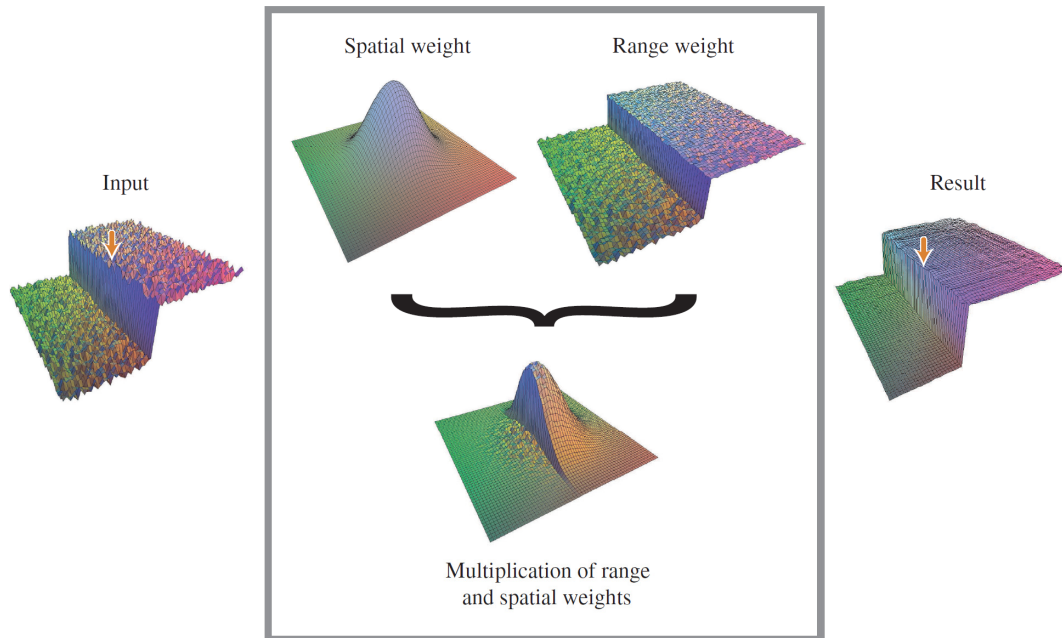 Spatial weight
Range weight
Input
Result
Multiplication of range
and spatial weights